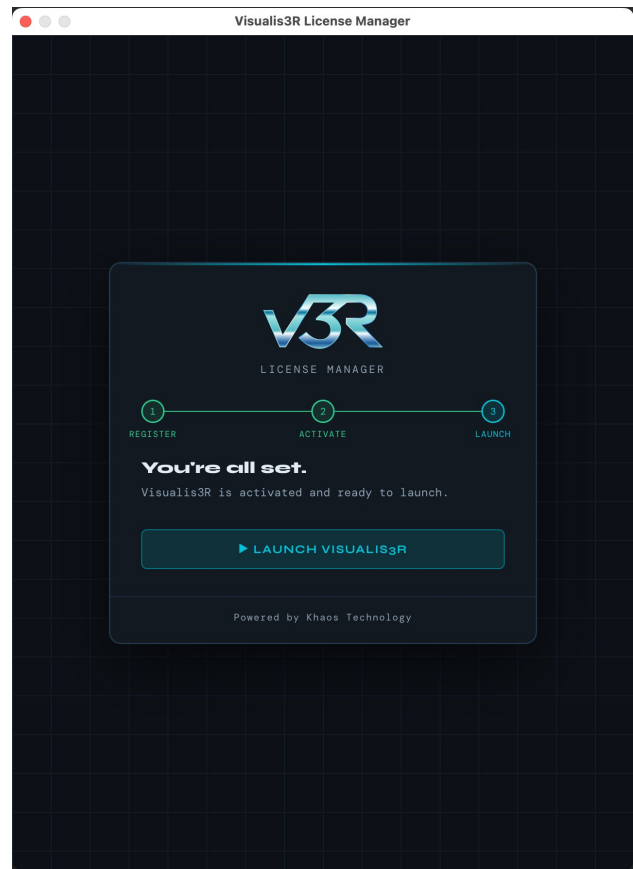 Visualis3R License Manager
V3R
LICENSE MANAGER
1 2 3
REGISTER ACTIVATE LAUNCH
You're all set.
Visualis3R is activated and ready to launch.
▶ LAUNCH VISUALIS3R
Powered by Khaos Technology